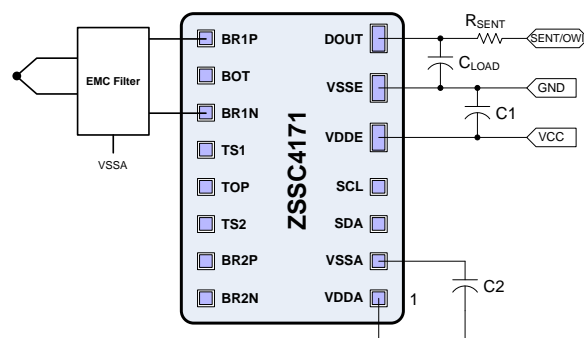 BR1P
BOT
BR1N
TS1
TOP
TS2
BR2P
BR2N
ZSSC4171
DOUT
VSSE
VDDE
SCL
SDA
VSSA
VDDA
1
EMC Filter
VSSA
RSENT
CLOAD
C1
C2
SENT/OWI
GND
VCC